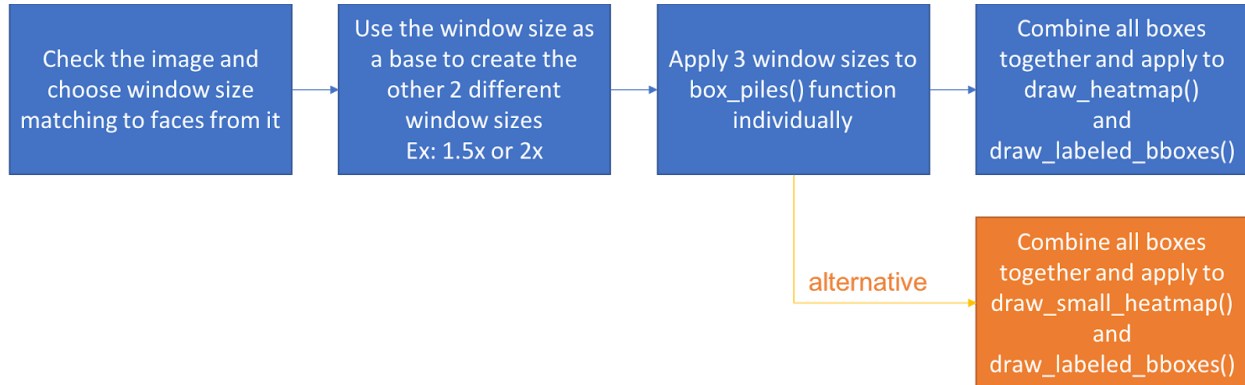 Check the image and
choose window size
matching to faces from it
Use the window size as
a base to create the
other 2 different
window sizes
Ex: 1.5x or 2x
Apply 3 window sizes to
box_piles() function
individually
Combine all boxes
together and apply to
draw_heatmap()
and
draw_labeled_bboxes()
alternative
Combine all boxes
together and apply to
draw_small_heatmap()
and
draw_labeled_bboxes()